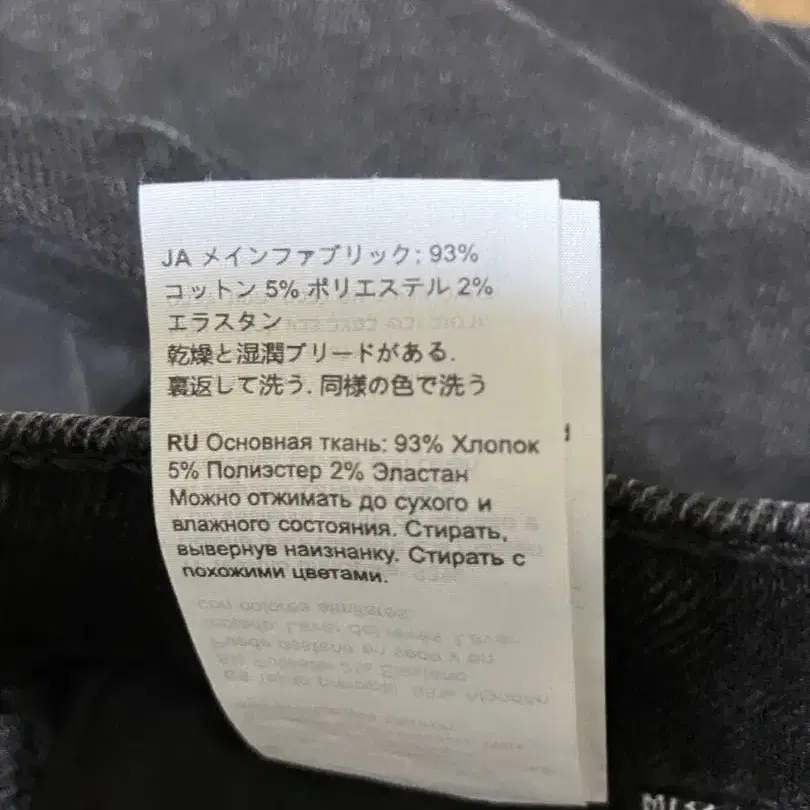 JA メインファブリック: 93%
コットン 5% ポリエステル 2%
エラスタン
乾燥と湿潤ブリードがある.
裏返して洗う. 同様の色で洗う
RU Основная ткань: 93% Хлопок
5% Полиэстер 2% Эластан
Можно отжимать до сухого и
влажного состояния. Стирать,
вывернув наизнанку. Стирать с
похожими цветами.